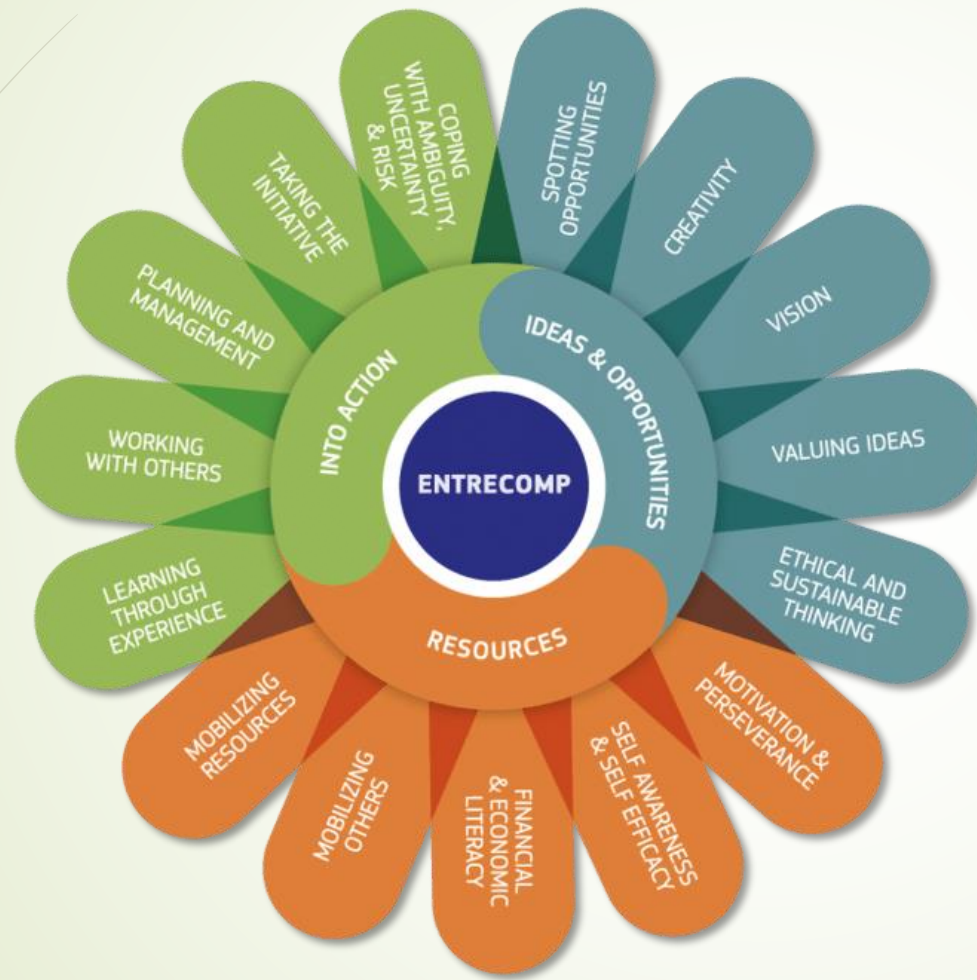 ENTRECOMP
IDEAS & OPPORTUNITIES
SPOTTING
OPPORTUNITIES
CREATIVITY
VISION
VALUING IDEAS
ETHICAL AND
SUSTAINABLE
THINKING
RESOURCES
MOTIVATION &
PERSEVERANCE
SELF AWARENESS
& SELF EFFICACY
FINANCIAL
& ECONOMIC
LITERACY
MOBILIZING
OTHERS
MOBILIZING
RESOURCES
INTO ACTION
LEARNING
THROUGH
EXPERIENCE
WORKING
WITH OTHERS
PLANNING AND
MANAGEMENT
TAKING THE
INITIATIVE
COPING
WITH AMBIGUITY,
UNCERTAINTY
& RISK